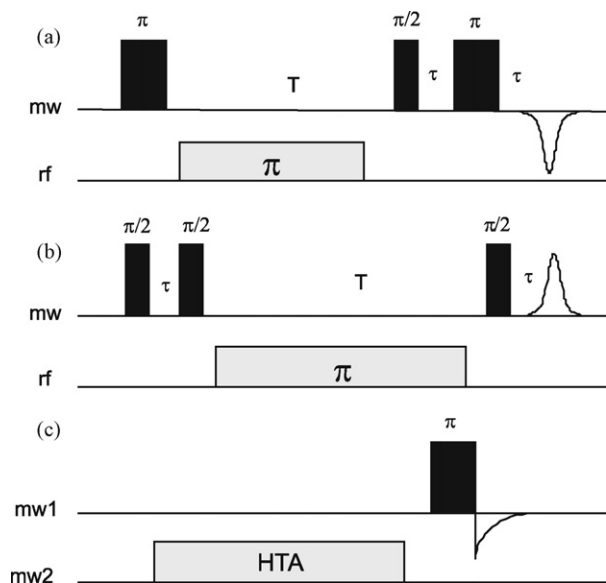 (a) π π/2 π
T τ τ
mw
rf π
(b) π/2 π/2 π/2
τ T τ
mw
rf π
(c) π
mw1
HTA
mw2